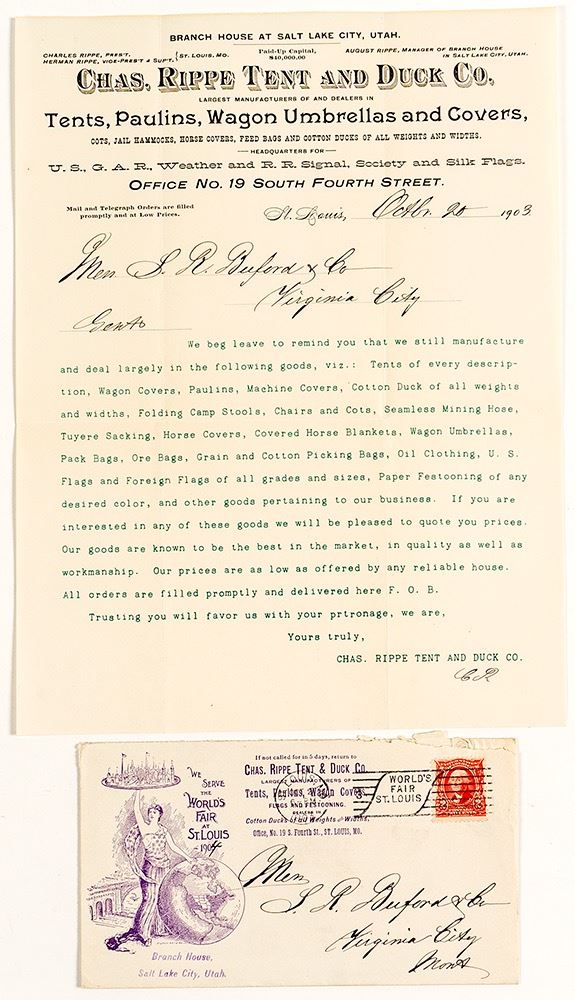 BRANCH HOUSE AT SALT LAKE CITY, UTAH.
CHARLES RIPPE, PRES'T.
HERMAN RIPPE, VICE-PRES'T & SUP'T. ST. LOUIS, MO.
Paid-Up Capital,
$40,000.00
AUGUST RIPPE, MANAGER OF BRANCH HOUSE
IN SALT LAKE CITY, UTAH.
CHAS. RIPPE TENT AND DUCK CO.
LARGEST MANUFACTURERS OF AND DEALERS IN
Tents, Paulins, Wagon Umbrellas and Covers,
COTS, JAIL HAMMOCKS, HORSE COVERS, FEED BAGS AND COTTON DUCKS OF ALL WEIGHTS AND WIDTHS.
HEADQUARTERS FOR
U. S., G. A. R., Weather and R. R. Signal, Society and Silk Flags.
OFFICE NO. 19 SOUTH FOURTH STREET.
Mail and Telegraph Orders are filled
promptly and at Low Prices.
St. Louis, Octbr. 20 1903
S. R. Buford & Co
Virginia City
Gents
We beg leave to remind you that we still manufacture
and deal largely in the following goods, viz.: Tents of every descrip-
tion, Wagon Covers, Paulins, Machine Covers, Cotton Duck of all weights
and widths, Folding Camp Stools, Chairs and Cots, Seamless Mining Hose,
Tuyere Sacking, Horse Covers, Covered Horse Blankets, Wagon Umbrellas,
Pack Bags, Ore Bags, Grain and Cotton Picking Bags, Oil Clothing, U. S.
Flags and Foreign Flags of all grades and sizes, Paper Festooning of any
desired color, and other goods pertaining to our business. If you are
interested in any of these goods we will be pleased to quote you prices.
Our goods are known to be the best in the market, in quality as well as
workmanship. Our prices are as low as offered by any reliable house.
All orders are filled promptly and delivered here F. O. B.
Trusting you will favor us with your prtronage, we are,
Yours truly,
CHAS. RIPPE TENT AND DUCK CO.
WE
SERVE
THE
WORLD'S
FAIR
AT
ST. LOUIS
1904
Branch House,
Salt Lake City, Utah.
If not called for in 5 days, return to
CHAS. RIPPE TENT & DUCK CO.
LARGEST MANUFACTURERS OF
Tents, Paulins, Wagon Covers,
FLAGS AND FESTOONING.
DEALERS IN
Cotton Ducks of all Weights and Widths.
Office, No. 19 S. Fourth St., ST. LOUIS, MO.
WORLD'S
FAIR
ST. LOUIS
S. R. Buford & Co
Virginia City
Mont